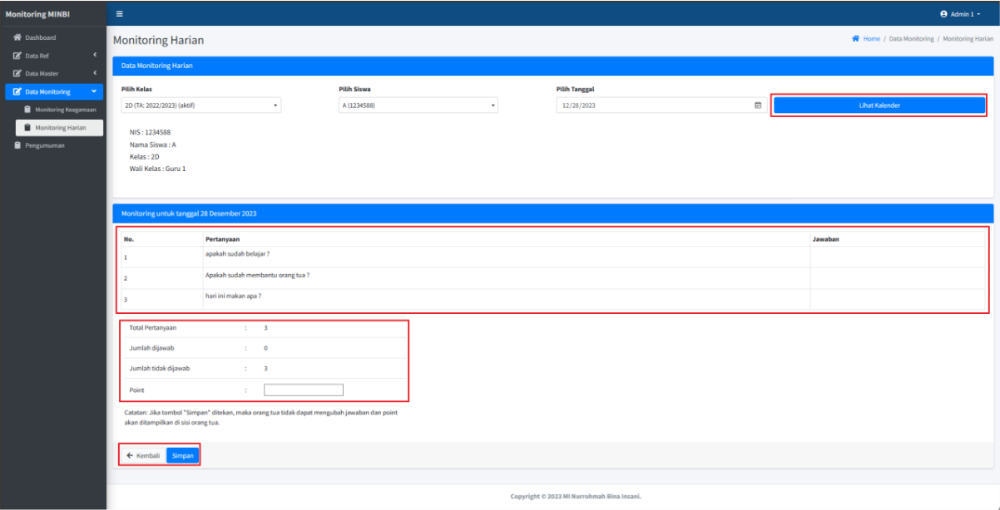 Monitoring MINBI
Admin 1
Dashboard
Data Ref
Data Master
Data Monitoring
Monitoring Keagamaan
Monitoring Harian
Pengumuman
Monitoring Harian
Home / Data Monitoring / Monitoring Harian
Data Monitoring Harian
Pilih Kelas Pilih Siswa Pilih Tanggal
2D (TA: 2022/2023) (aktif) A (1234588) 12/28/2023 Lihat Kalender
NIS : 1234588
Nama Siswa : A
Kelas : 2D
Wali Kelas : Guru 1
Monitoring untuk tanggal 28 Desember 2023
No. Pertanyaan Jawaban
1 apakah sudah belajar ?
2 Apakah sudah membantu orang tua ?
3 hari ini makan apa ?
Total Pertanyaan : 3
Jumlah dijawab : 0
Jumlah tidak dijawab : 3
Point :
Catatan: Jika tombol "Simpan" ditekan, maka orang tua tidak dapat mengubah jawaban dan point
akan ditampilkan di sisi orang tua.
Kembali Simpan
Copyright © 2023 MI Nurrohmah Bina Insani.